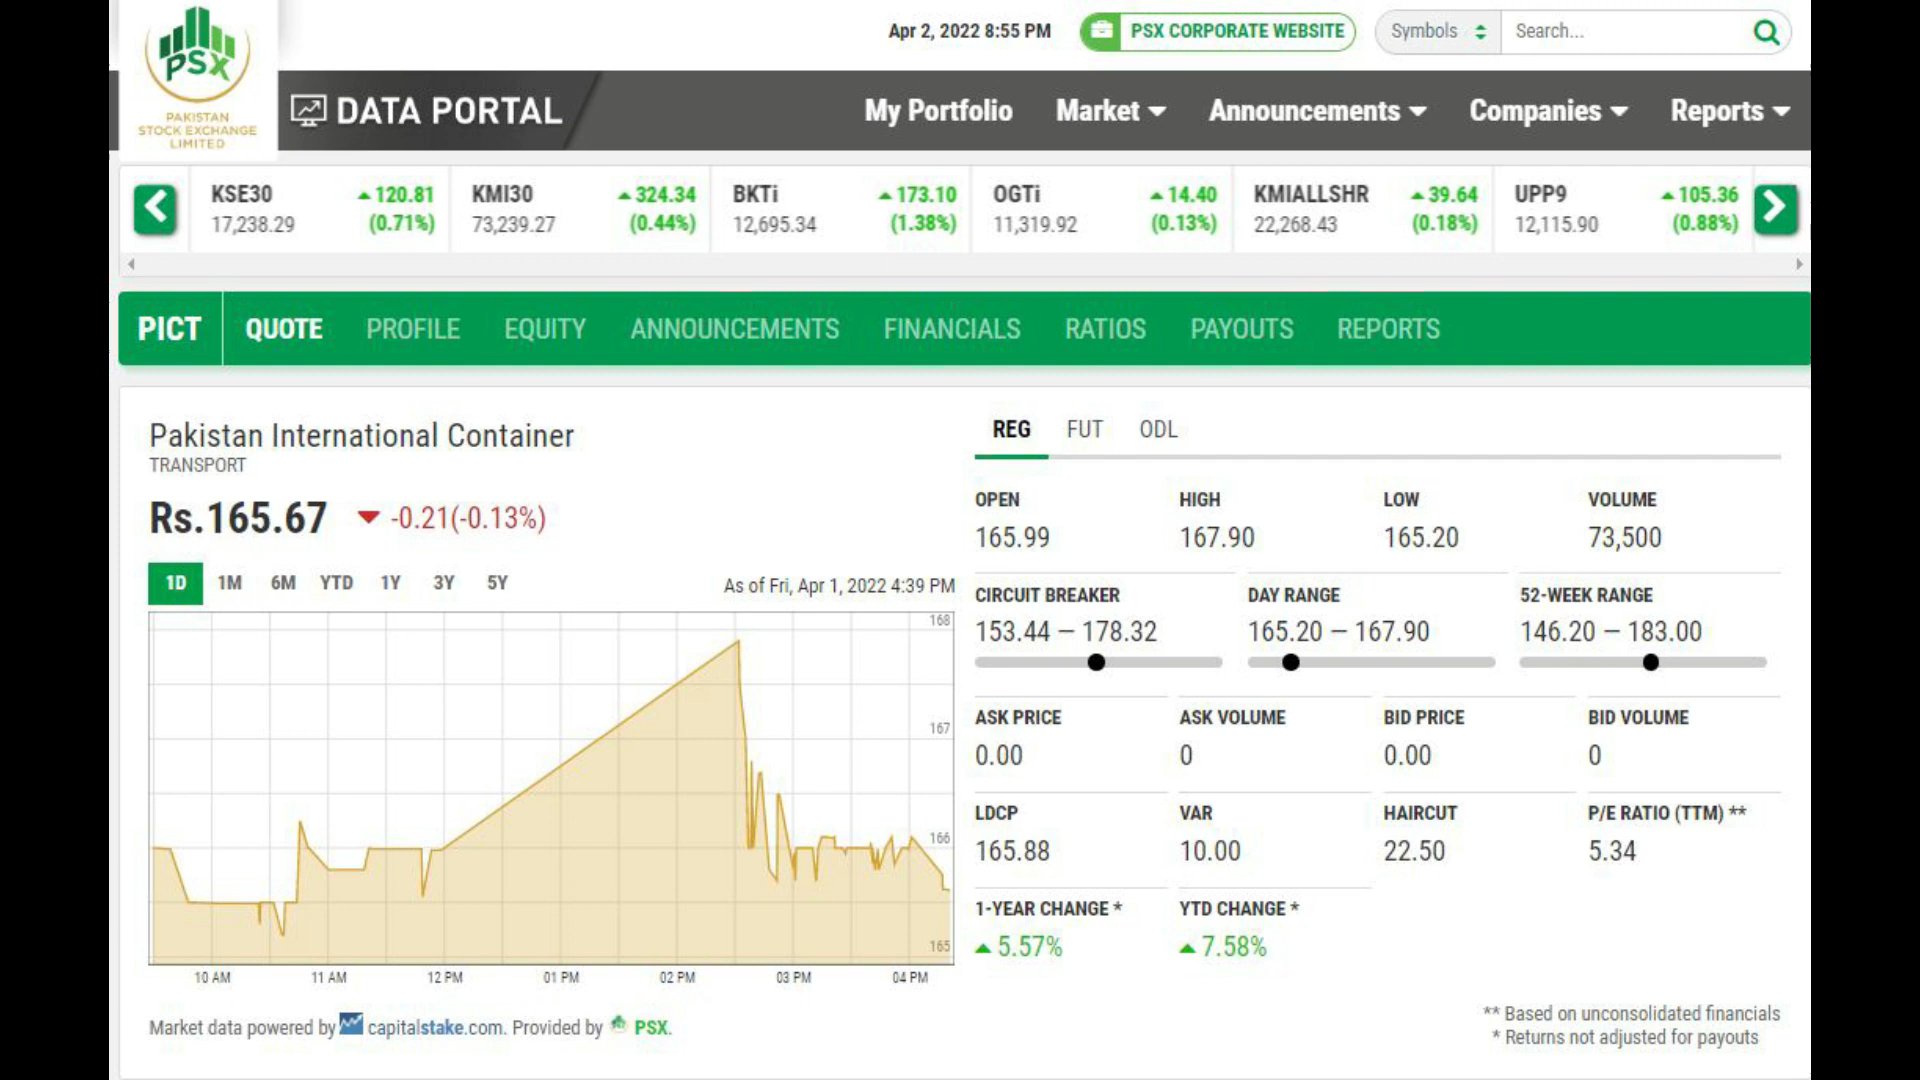 PSX
PAKISTAN
STOCK EXCHANGE
LIMITED
Apr 2, 2022 8:55 PM
PSX CORPORATE WEBSITE
Symbols
Search...
DATA PORTAL
My Portfolio
Market
Announcements
Companies
Reports
KSE30 120.81
17,238.29 (0.71%)
KMI30 324.34
73,239.27 (0.44%)
BKTi 173.10
12,695.34 (1.38%)
OGTi 14.40
11,319.92 (0.13%)
KMIALLSHR 39.64
22,268.43 (0.18%)
UPP9 105.36
12,115.90 (0.88%)
PICT QUOTE PROFILE EQUITY ANNOUNCEMENTS FINANCIALS RATIOS PAYOUTS REPORTS
Pakistan International Container
TRANSPORT
Rs.165.67 -0.21(-0.13%)
1D 1M 6M YTD 1Y 3Y 5Y
As of Fri, Apr 1, 2022 4:39 PM
168
167
166
165
10 AM 11 AM 12 PM 01 PM 02 PM 03 PM 04 PM
Market data powered by capitalstake.com. Provided by PSX.
REG FUT ODL
OPEN HIGH LOW VOLUME
165.99 167.90 165.20 73,500
CIRCUIT BREAKER DAY RANGE 52-WEEK RANGE
153.44 — 178.32 165.20 — 167.90 146.20 — 183.00
ASK PRICE ASK VOLUME BID PRICE BID VOLUME
0.00 0 0.00 0
LDCP VAR HAIRCUT P/E RATIO (TTM) **
165.88 10.00 22.50 5.34
1-YEAR CHANGE * YTD CHANGE *
5.57% 7.58%
** Based on unconsolidated financials
* Returns not adjusted for payouts